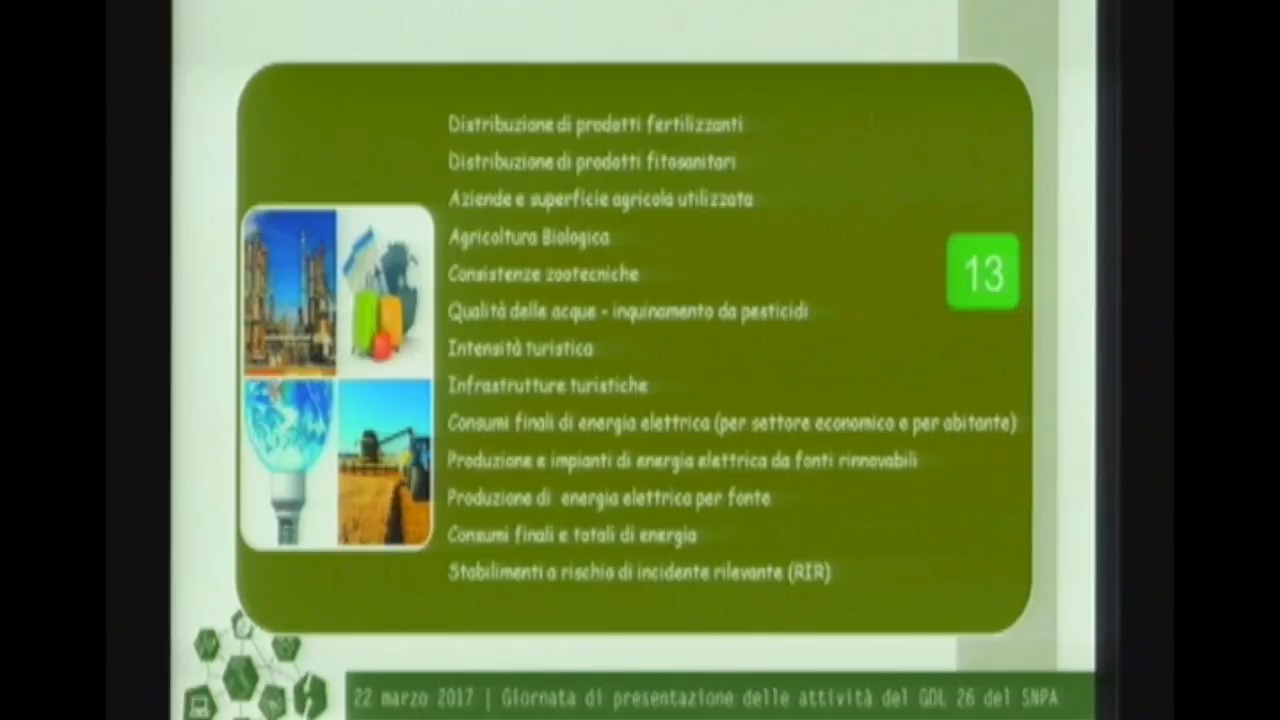 Distribuzione di prodotti fertilizzanti
Distribuzione di prodotti fitosanitari
Aziende e superficie agricola utilizzata
Agricoltura Biologica
Consistenze zootecniche
Qualità delle acque - inquinamento da pesticidi
Intensità turistica
Infrastrutture turistiche
Consumi finali di energia elettrica (per settore economico e per abitante)
Produzione e impianti di energia elettrica da fonti rinnovabili
Produzione di energia elettrica per fonte
Consumi finali e totali di energia
Stabilimenti a rischio di incidente rilevante (RIR)
13
22 marzo 2017 | Giornata di presentazione delle attività del GDL 26 del SNPA